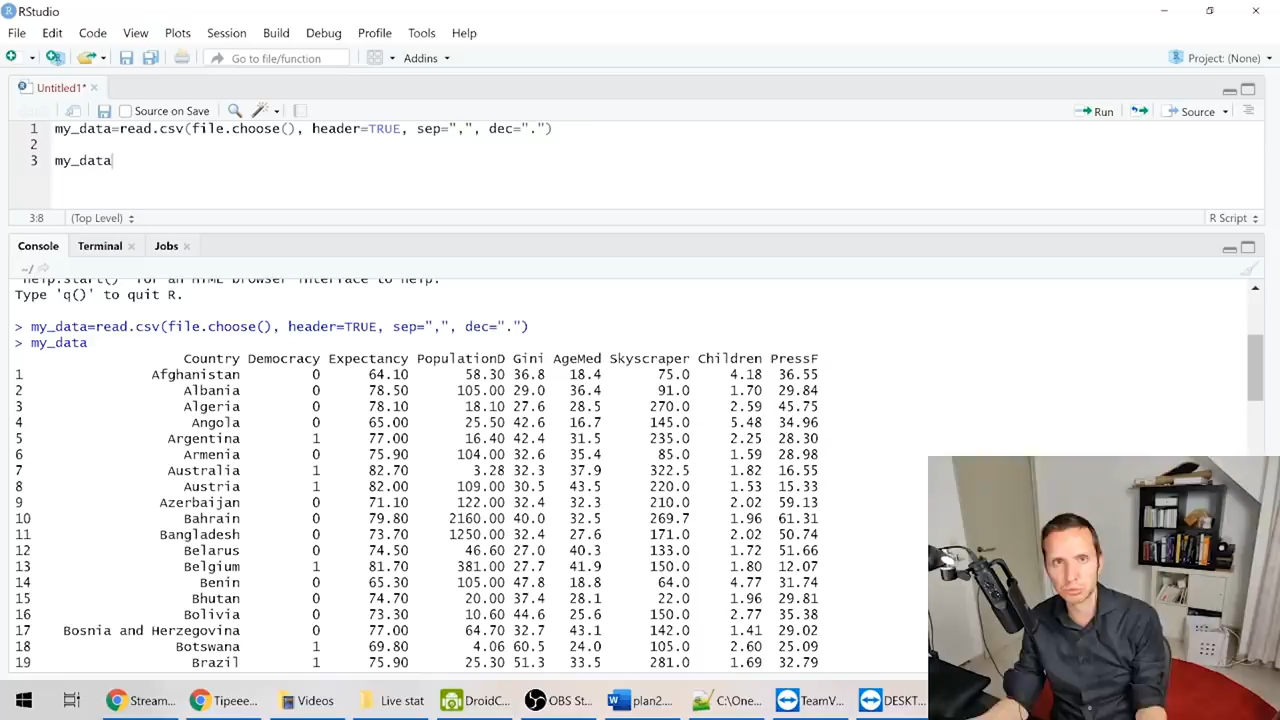 RStudio
File Edit Code View Plots Session Build Debug Profile Tools Help
Go to file/function Addins Project: (None)
Untitled1*
Source on Save Run Source
1 my_data=read.csv(file.choose(), header=TRUE, sep=",", dec=".")
2
3 my_data
3:8 (Top Level) R Script
Console Terminal Jobs
~/
'help.start()' for an HTML browser interface to help.
Type 'q()' to quit R.
> my_data=read.csv(file.choose(), header=TRUE, sep=",", dec=".")
> my_data
Country Democracy Expectancy PopulationD Gini AgeMed Skyscraper Children PressF
1 Afghanistan 0 64.10 58.30 36.8 18.4 75.0 4.18 36.55
2 Albania 0 78.50 105.00 29.0 36.4 91.0 1.70 29.84
3 Algeria 0 78.10 18.10 27.6 28.5 270.0 2.59 45.75
4 Angola 0 65.00 25.50 42.6 16.7 145.0 5.48 34.96
5 Argentina 1 77.00 16.40 42.4 31.5 235.0 2.25 28.30
6 Armenia 0 75.90 104.00 32.6 35.4 85.0 1.59 28.98
7 Australia 1 82.70 3.28 32.3 37.9 322.5 1.82 16.55
8 Austria 1 82.00 109.00 30.5 43.5 220.0 1.53 15.33
9 Azerbaijan 0 71.10 122.00 32.4 32.3 210.0 2.02 59.13
10 Bahrain 0 79.80 2160.00 40.0 32.5 269.7 1.96 61.31
11 Bangladesh 0 73.70 1250.00 32.4 27.6 171.0 2.02 50.74
12 Belarus 0 74.50 46.60 27.0 40.3 133.0 1.72 51.66
13 Belgium 1 81.70 381.00 27.7 41.9 150.0 1.80 12.07
14 Benin 0 65.30 105.00 47.8 18.8 64.0 4.77 31.74
15 Bhutan 0 74.70 20.00 37.4 28.1 22.0 1.96 29.81
16 Bolivia 0 73.30 10.60 44.6 25.6 150.0 2.77 35.38
17 Bosnia and Herzegovina 0 77.00 64.70 32.7 43.1 142.0 1.41 29.02
18 Botswana 1 69.80 4.06 60.5 24.0 105.0 2.60 25.09
19 Brazil 1 75.90 25.30 51.3 33.5 281.0 1.69 32.79
Stream... Tipeee... Videos Live stat DroidC... OBS St... plan2.... C:\One... TeamV... DESKT...